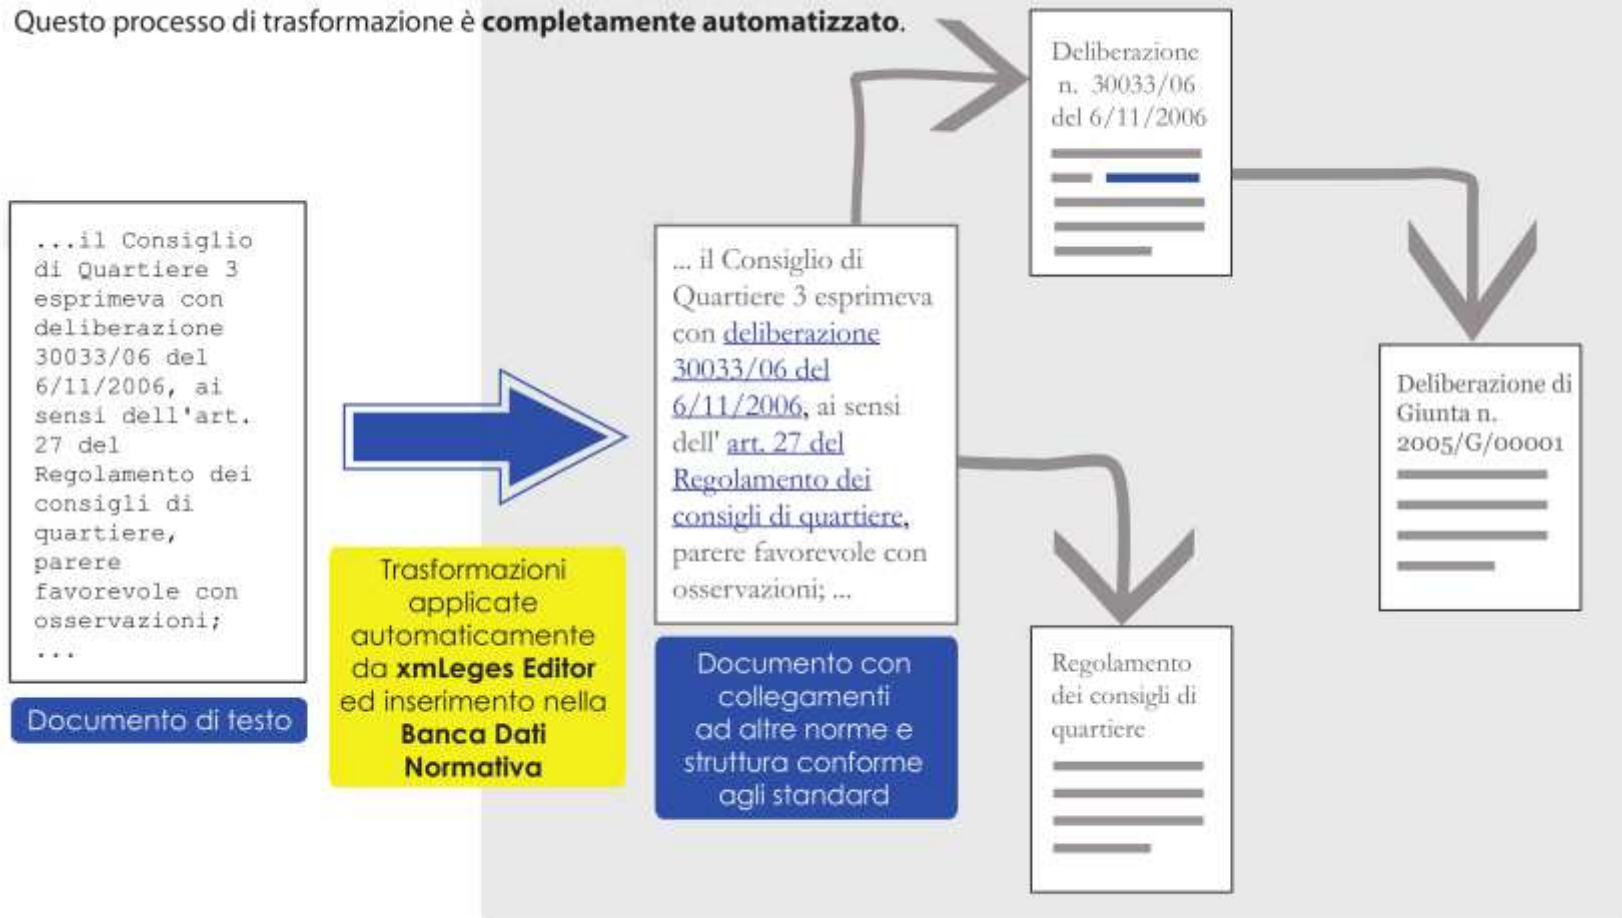 Questo processo di trasformazione è completamente automatizzato.
...il Consiglio
di Quartiere 3
esprimeva con
deliberazione
30033/06 del
6/11/2006, ai
sensi dell'art.
27 del
Regolamento dei
consigli di
quartiere,
parere
favorevole con
osservazioni;
...
Documento di testo
Trasformazioni
applicate
automaticamente
da xmLeges Editor
ed inserimento nella
Banca Dati
Normativa
... il Consiglio di
Quartiere 3 esprimeva
con deliberazione
30033/06 del
6/11/2006, ai sensi
dell' art. 27 del
Regolamento dei
consigli di quartiere,
parere favorevole con
osservazioni; ...
Documento con
collegamenti
ad altre norme e
struttura conforme
agli standard
Deliberazione
n. 30033/06
del 6/11/2006
Deliberazione di
Giunta n.
2005/G/00001
Regolamento
dei consigli di
quartiere